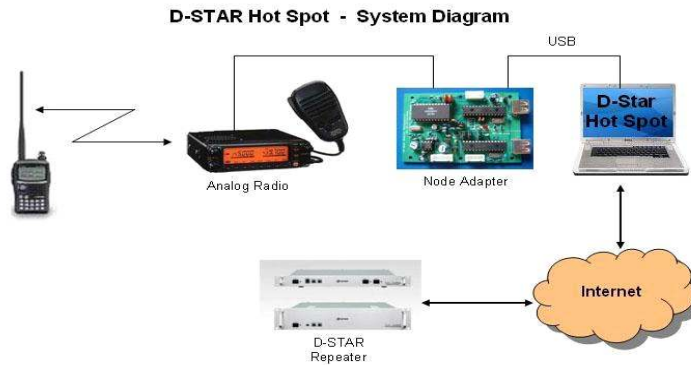 D-STAR Hot Spot - System Diagram
USB
D-Star
Hot Spot
Analog Radio
Node Adapter
Internet
D-STAR
Repeater